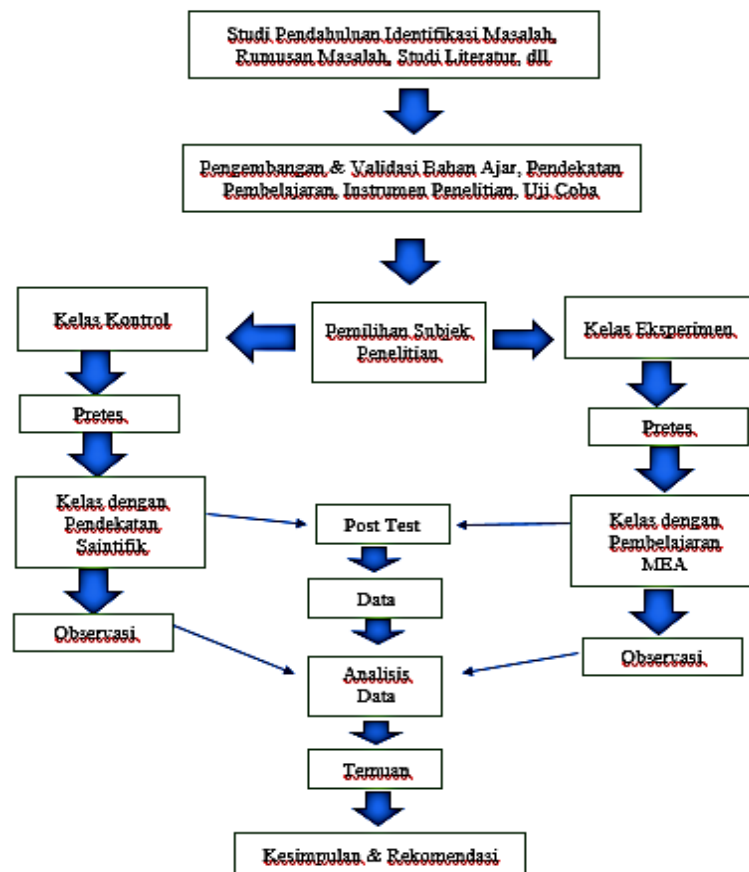 Studi Pendahuluan Identifikasi Masalah,
Rumusan Masalah, Studi Literatur, dll
Pengembangan & Validasi Bahan Ajar, Pendekatan
Pembelajaran, Instrumen Penelitian, Uji Coba
Kelas Kontrol
Pemilihan Subjek
Penelitian
Kelas Eksperimen
Pretes
Pretes
Kelas dengan
Pendekatan
Saintifik
Post Test
Kelas dengan
Pembelajaran
MEA
Data
Observasi
Observasi
Analisis
Data
Temuan
Kesimpulan & Rekomendasi